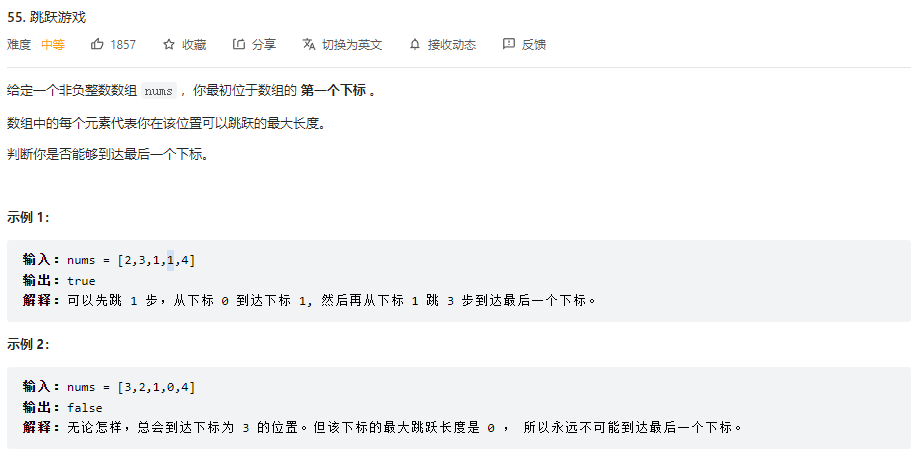 55. 跳跃游戏
难度 中等 1857 收藏 分享 切换为英文 接收动态 反馈
给定一个非负整数数组 nums ，你最初位于数组的 第一个下标 。
数组中的每个元素代表你在该位置可以跳跃的最大长度。
判断你是否能够到达最后一个下标。
示例 1：
输入：nums = [2,3,1,1,4]
输出：true
解释：可以先跳 1 步，从下标 0 到达下标 1, 然后再从下标 1 跳 3 步到达最后一个下标。
示例 2：
输入：nums = [3,2,1,0,4]
输出：false
解释：无论怎样，总会到达下标为 3 的位置。但该下标的最大跳跃长度是 0 ， 所以永远不可能到达最后一个下标。